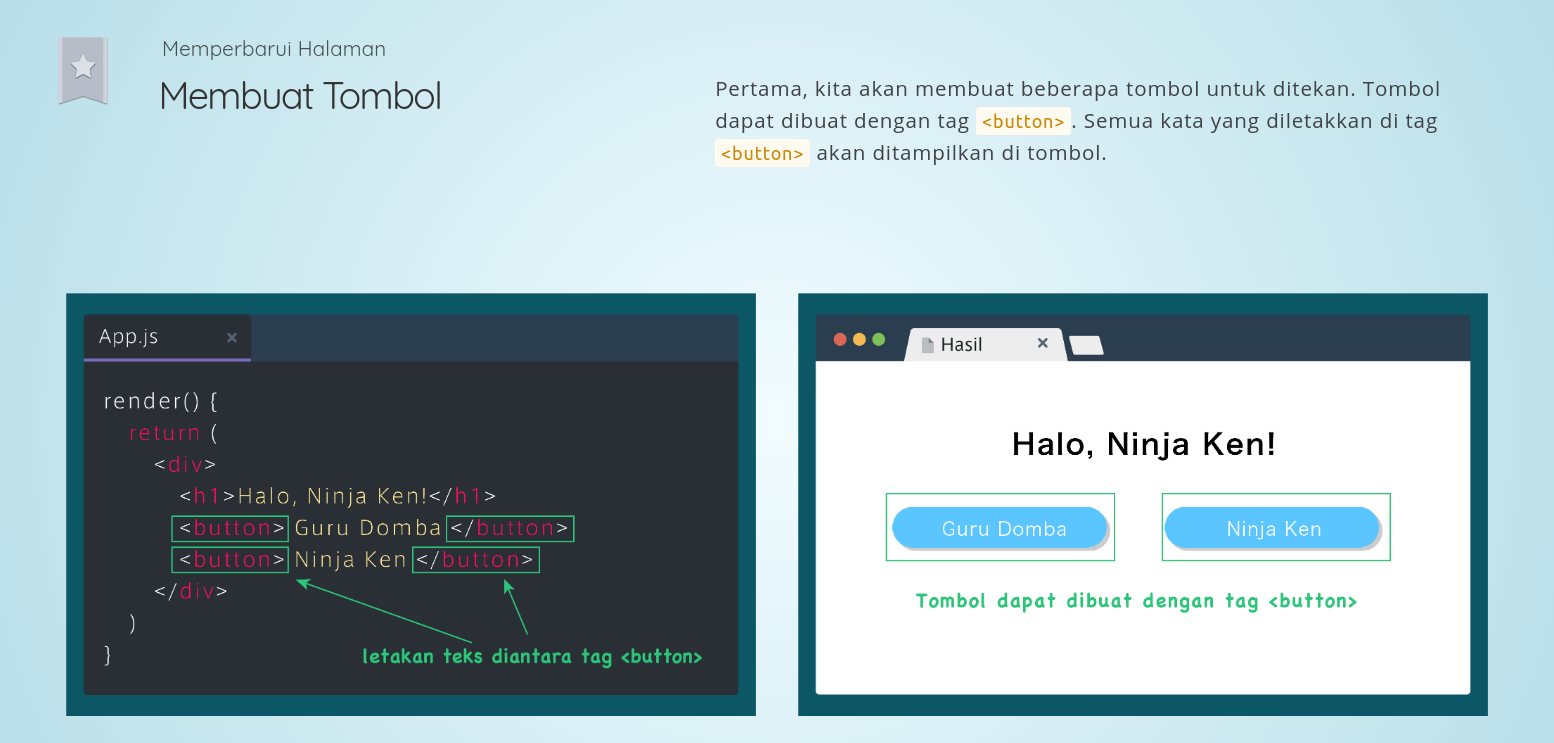 Memperbarui Halaman
Membuat Tombol
Pertama, kita akan membuat beberapa tombol untuk ditekan. Tombol
dapat dibuat dengan tag <button>. Semua kata yang diletakkan di tag
<button> akan ditampilkan di tombol.
App.js ×
render() {
return (
<div>
<h1>Halo, Ninja Ken!</h1>
<button> Guru Domba </button>
<button> Ninja Ken </button>
</div>
)
}
letakan teks diantara tag <button>
Hasil ×
Halo, Ninja Ken!
Guru Domba Ninja Ken
Tombol dapat dibuat dengan tag <button>